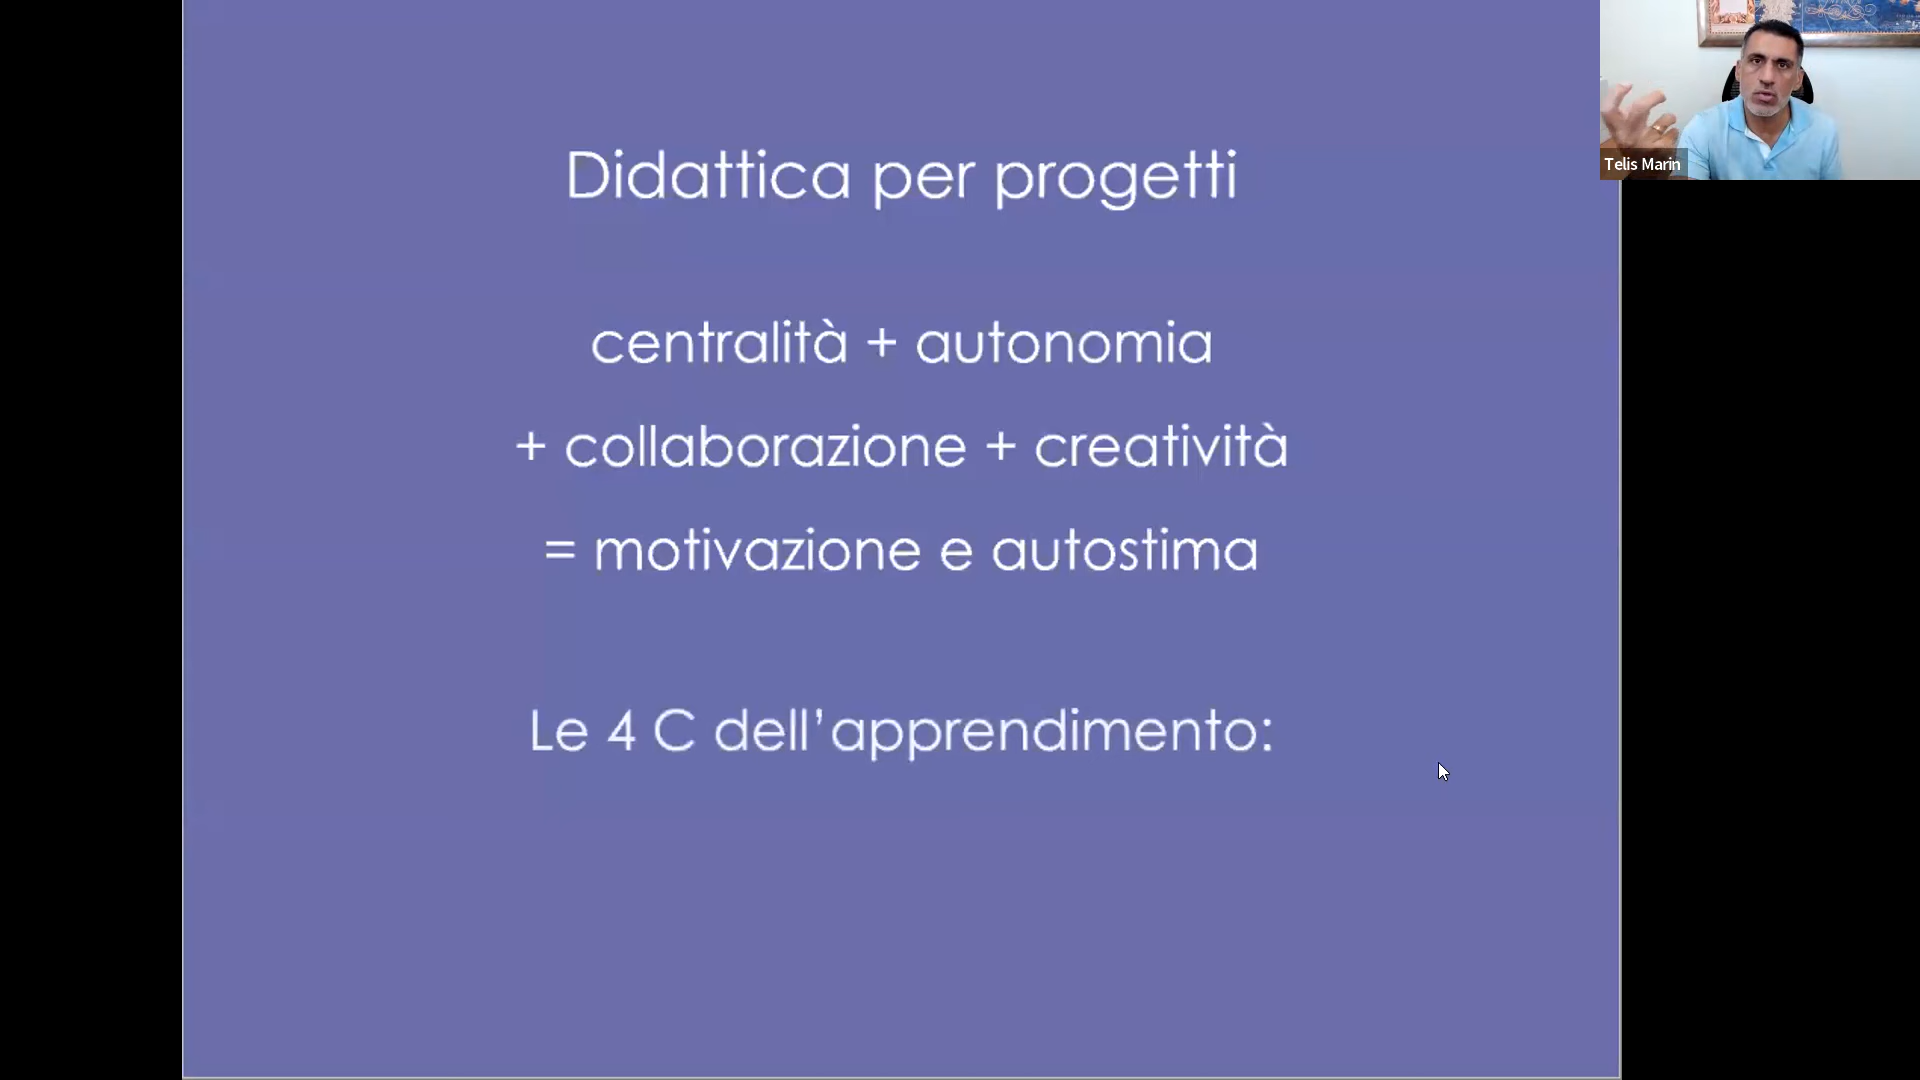 Didattica per progetti
centralità + autonomia
+ collaborazione + creatività
= motivazione e autostima
Le 4 C dell’apprendimento:
Telis Marin